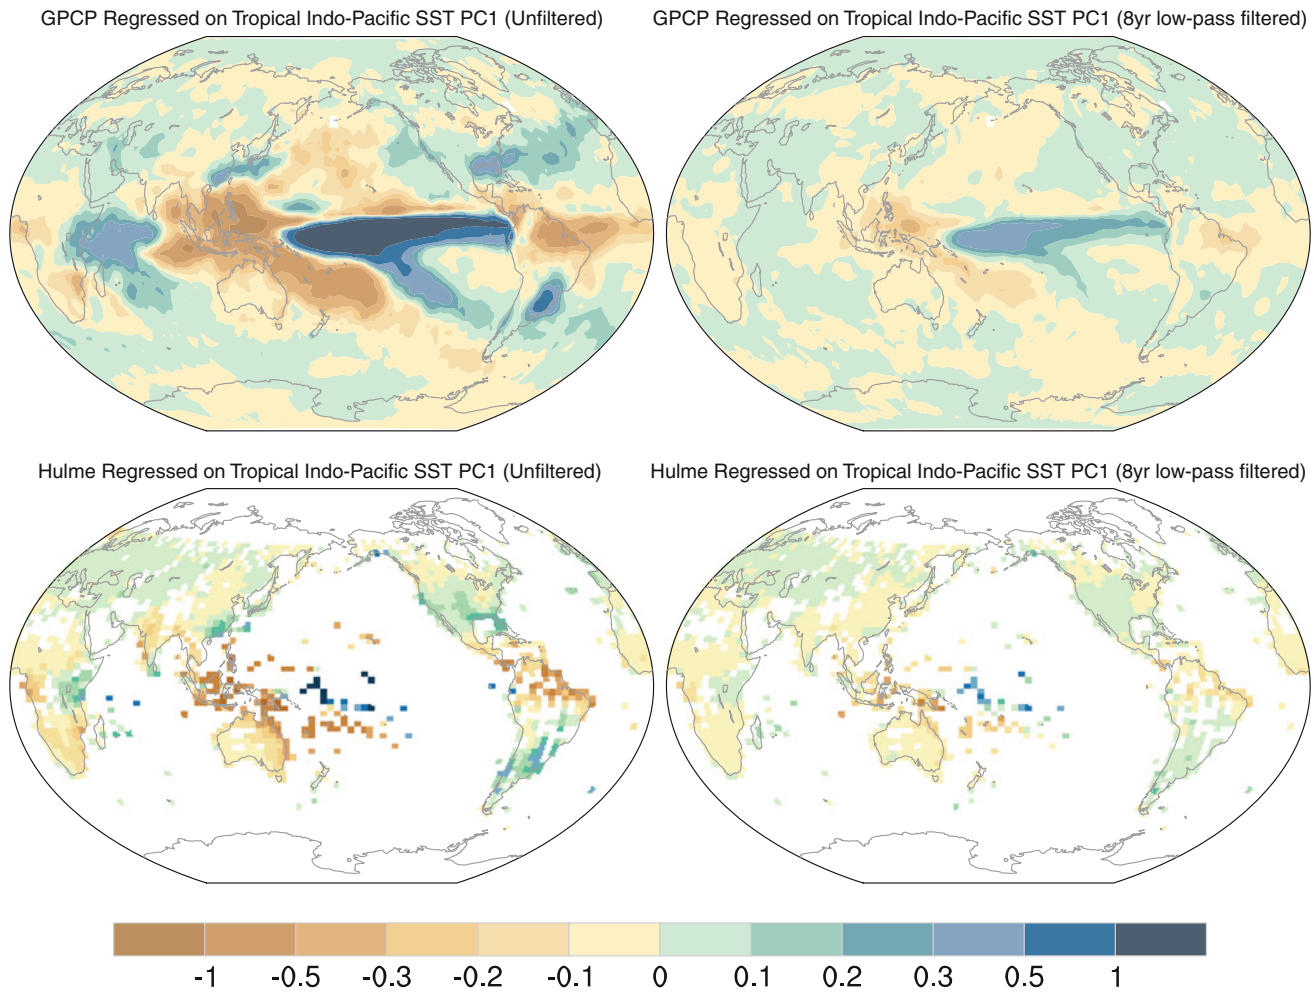 GPCP Regressed on Tropical Indo-Pacific SST PC1 (Unfiltered)
GPCP Regressed on Tropical Indo-Pacific SST PC1 (8yr low-pass filtered)
Hulme Regressed on Tropical Indo-Pacific SST PC1 (Unfiltered)
Hulme Regressed on Tropical Indo-Pacific SST PC1 (8yr low-pass filtered)
-1 -0.5 -0.3 -0.2 -0.1 0 0.1 0.2 0.3 0.5 1